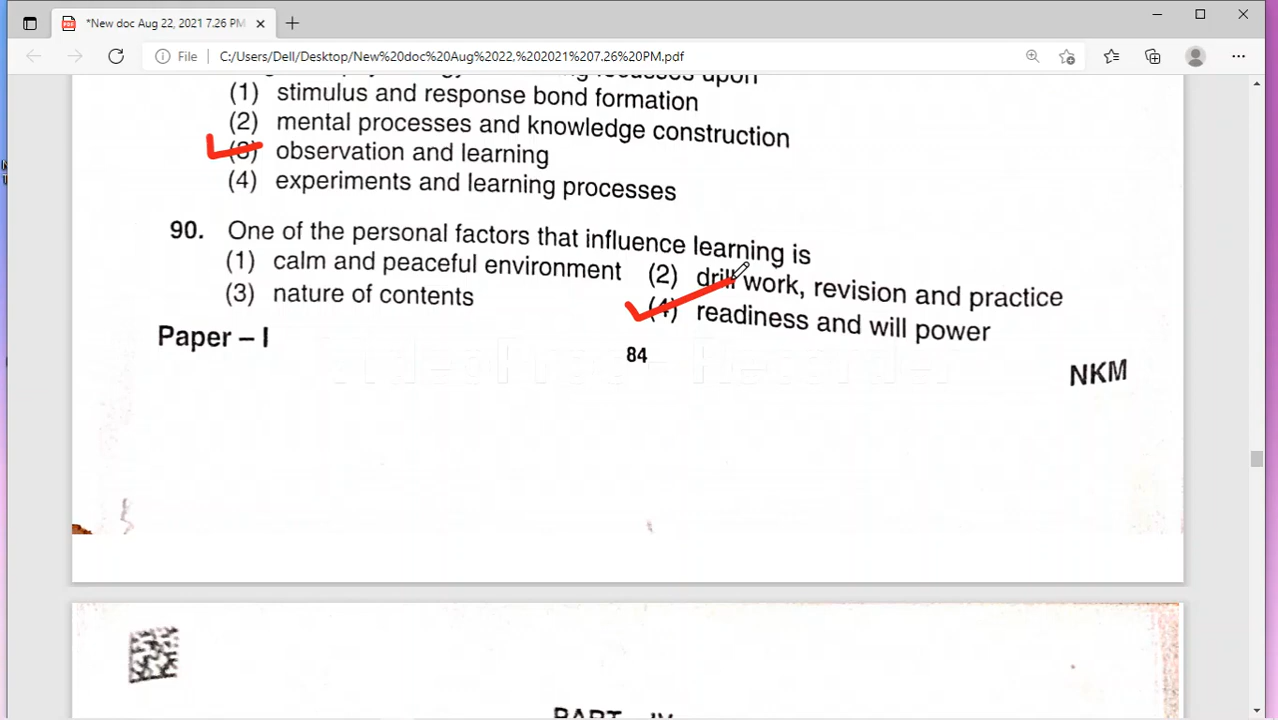 *New doc Aug 22, 2021 7.26 PM
File C:/Users/Dell/Desktop/New%20doc%20Aug%2022,%202021%207.26%20PM.pdf
focusses upon
(1) stimulus and response bond formation
(2) mental processes and knowledge construction
(3) observation and learning
(4) experiments and learning processes
90. One of the personal factors that influence learning is
(1) calm and peaceful environment (2) drill work, revision and practice
(3) nature of contents (4) readiness and will power
Paper – I
84
NKM
PART – IV